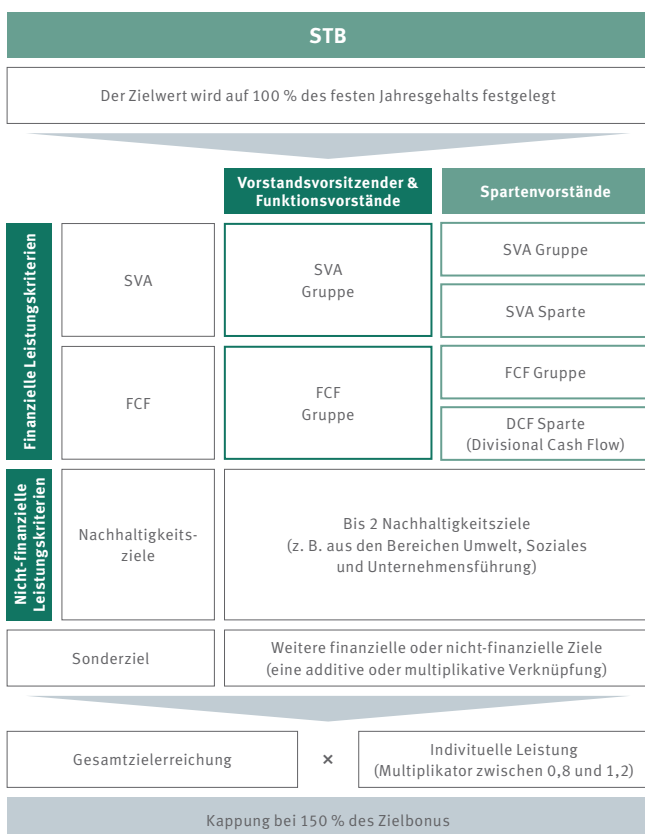 STB
Der Zielwert wird auf 100 % des festen Jahresgehalts festgelegt
Vorstandsvorsitzender &
Funktionsvorstände
Spartenvorstände
Finanzielle Leistungskriterien
SVA
SVA
Gruppe
SVA Gruppe
SVA Sparte
FCF
FCF
Gruppe
FCF Gruppe
DCF Sparte
(Divisional Cash Flow)
Nicht-finanzielle
Leistungskriterien
Nachhaltigkeits-
ziele
Bis 2 Nachhaltigkeitsziele
(z. B. aus den Bereichen Umwelt, Soziales
und Unternehmensführung)
Sonderziel
Weitere finanzielle oder nicht-finanzielle Ziele
(eine additive oder multiplikative Verknüpfung)
Gesamtzielerreichung
×
Indivituelle Leistung
(Multiplikator zwischen 0,8 und 1,2)
Kappung bei 150 % des Zielbonus